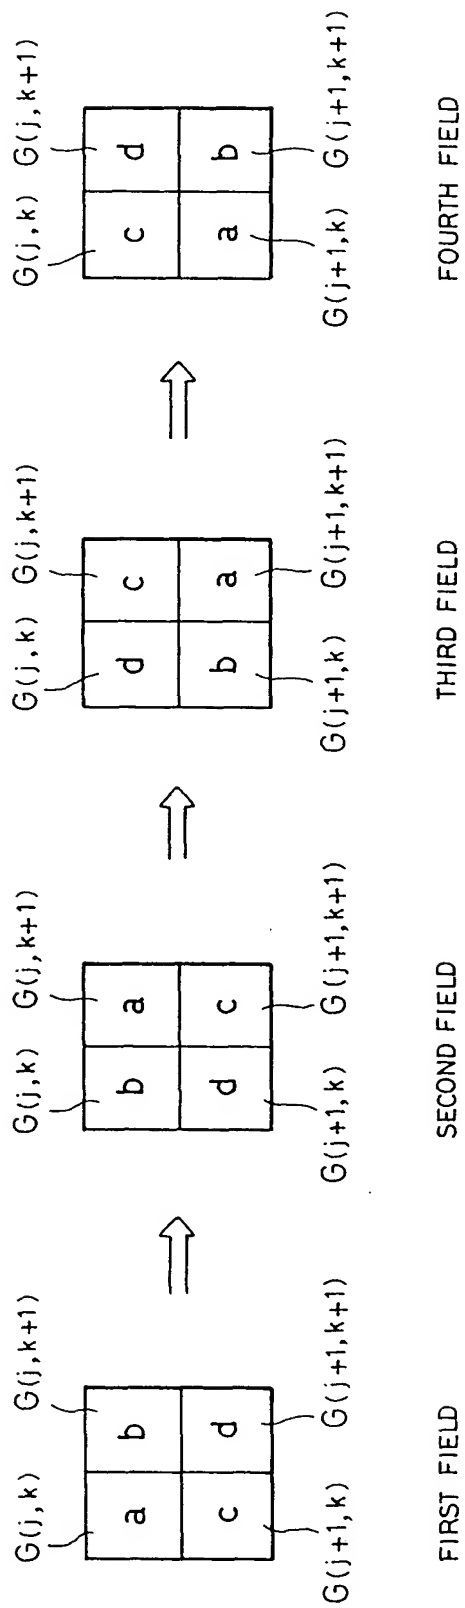 G(j,k) G(j,k+1)
a b
c d
G(j+1,k) G(j+1,k+1)
FIRST FIELD
G(j,k) G(j,k+1)
b a
d c
G(j+1,k) G(j+1,k+1)
SECOND FIELD
G(j,k) G(j,k+1)
d c
b a
G(j+1,k) G(j+1,k+1)
THIRD FIELD
G(j,k) G(j,k+1)
c d
a b
G(j+1,k) G(j+1,k+1)
FOURTH FIELD